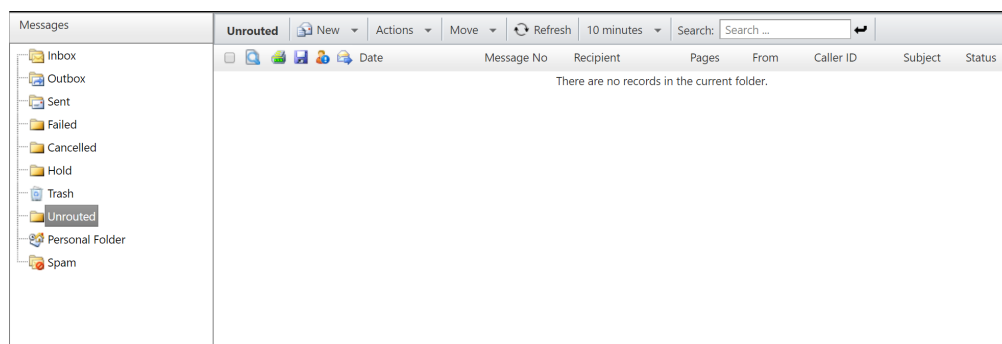 Messages
Inbox
Outbox
Sent
Failed
Cancelled
Hold
Trash
Unrouted
Personal Folder
Spam
Unrouted New Actions Move Refresh 10 minutes Search: Search ...
Date Message No Recipient Pages From Caller ID Subject Status
There are no records in the current folder.